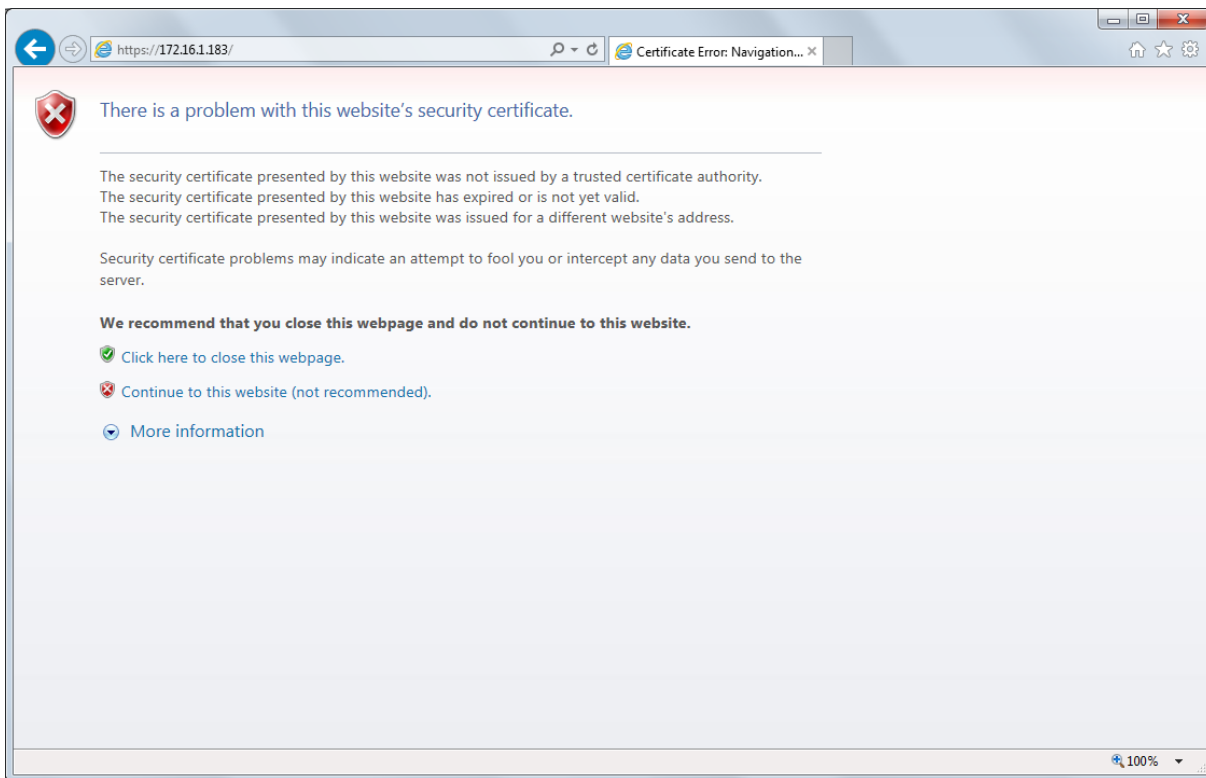 https://172.16.1.183/
Certificate Error: Navigation...
There is a problem with this website's security certificate.
The security certificate presented by this website was not issued by a trusted certificate authority.
The security certificate presented by this website has expired or is not yet valid.
The security certificate presented by this website was issued for a different website's address.
Security certificate problems may indicate an attempt to fool you or intercept any data you send to the
server.
We recommend that you close this webpage and do not continue to this website.
Click here to close this webpage.
Continue to this website (not recommended).
More information
100%